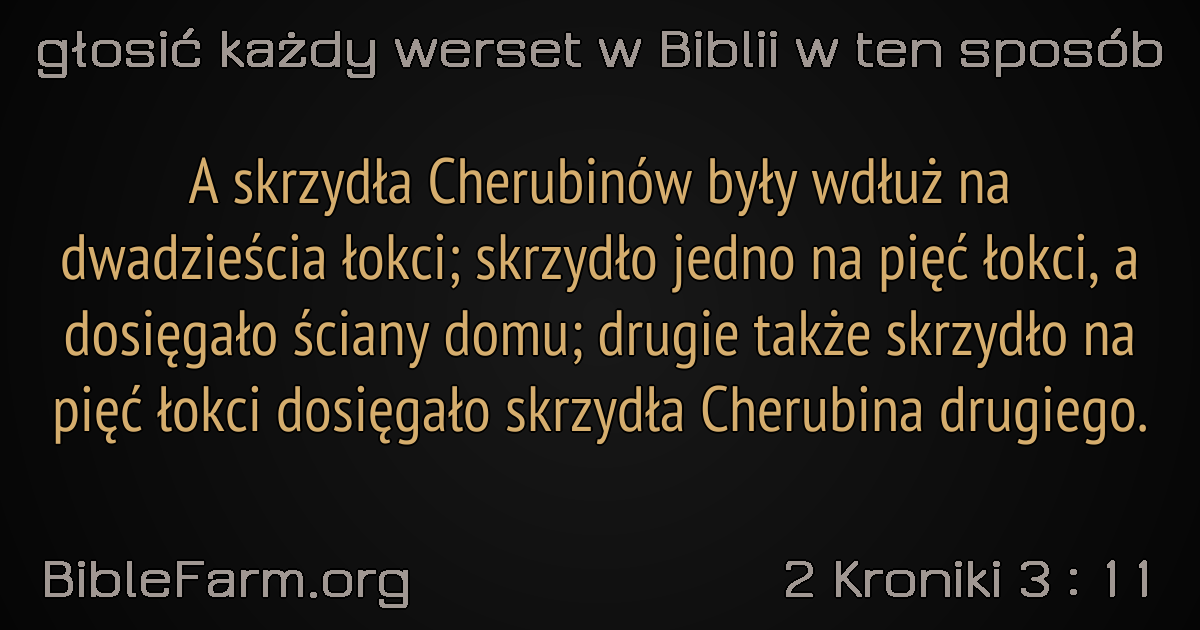 głosić każdy werset w Biblii w ten sposób
A skrzydła Cherubinów były wdłuż na
dwadzieścia łokci; skrzydło jedno na pięć łokci, a
dosięgało ściany domu; drugie także skrzydło na
pięć łokci dosięgało skrzydła Cherubina drugiego.
BibleFarm.org
2 Kroniki 3 : 11